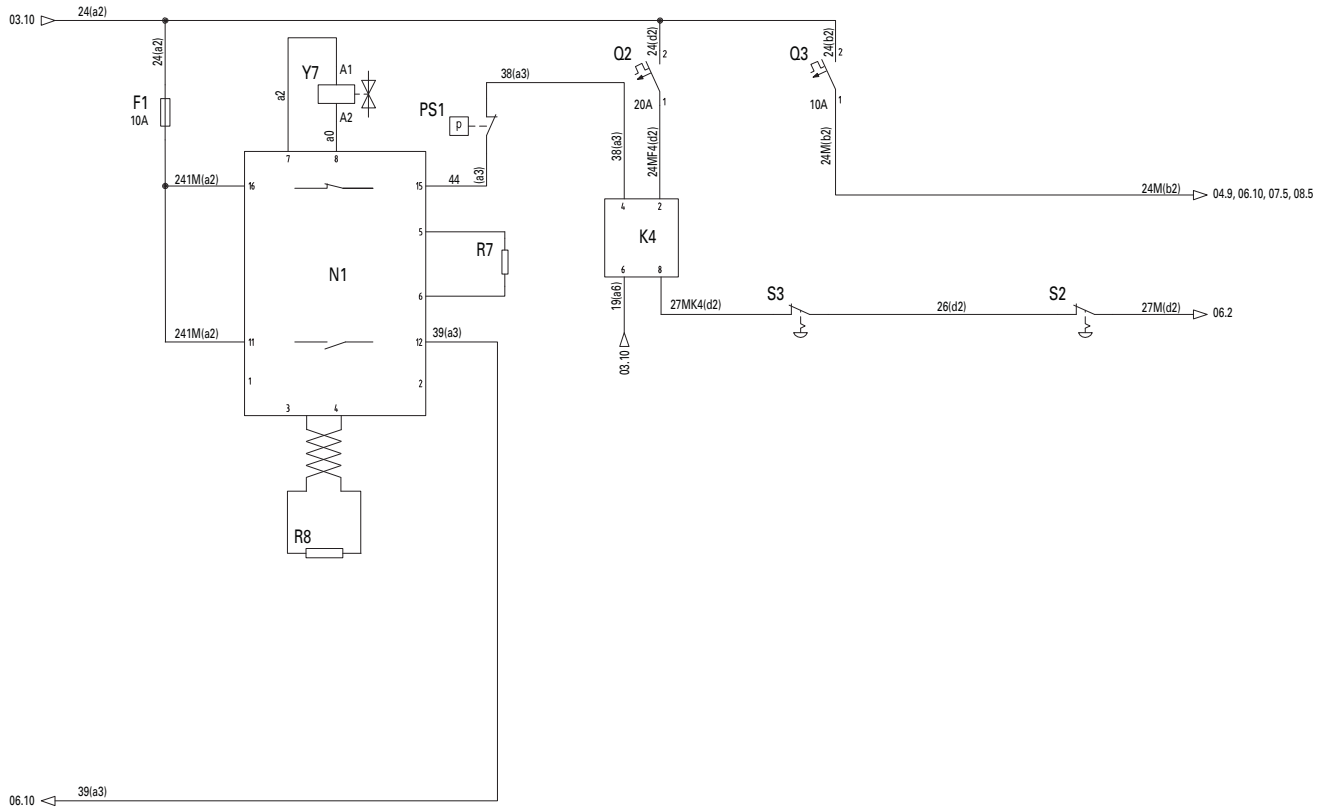 03.10 24(a2)
24(a2)
24(d2)
24(b2)
Q2 2
Q3 2
Y7 A1
38(a3)
a2
F1
10A
PS1
P
20A 1
10A 1
A2
a0
38(a3)
24MF4(d2)
24M(b2)
7 8
241M(a2) 16
15 44 (a3)
24M(b2) 04.9, 06.10, 07.5, 08.5
4 2
K4
5
R7
N1
6 8
6
19(a6)
27MK4(d2) S3 26(d2) S2 27M(d2) 06.2
241M(a2) 11
12 39(a3)
03.10
1 2
3 4
R8
06.10 39(a3)